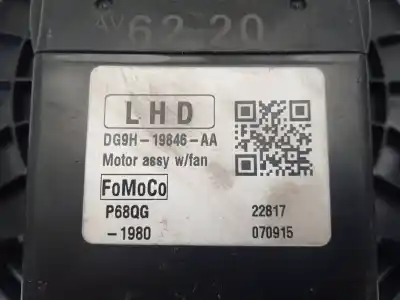 AV 62 20
LHD
DG9H-19846-AA
Motor assy w/fan
FoMoCo
P68QG 22817
-1980 070915